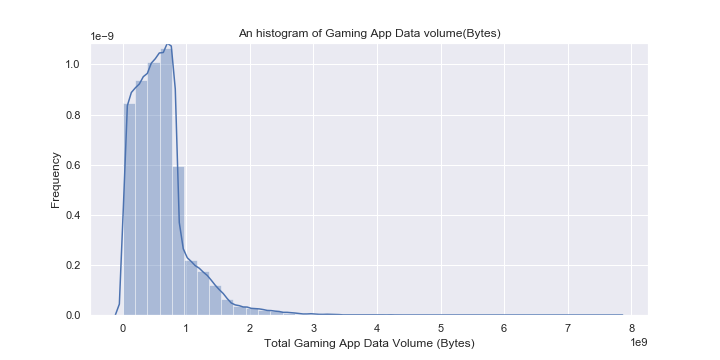 An histogram of Gaming App Data volume(Bytes)
1e−9
1.0
0.8
0.6
0.4
0.2
0.0
Frequency
0 1 2 3 4 5 6 7 8
1e9
Total Gaming App Data Volume (Bytes)